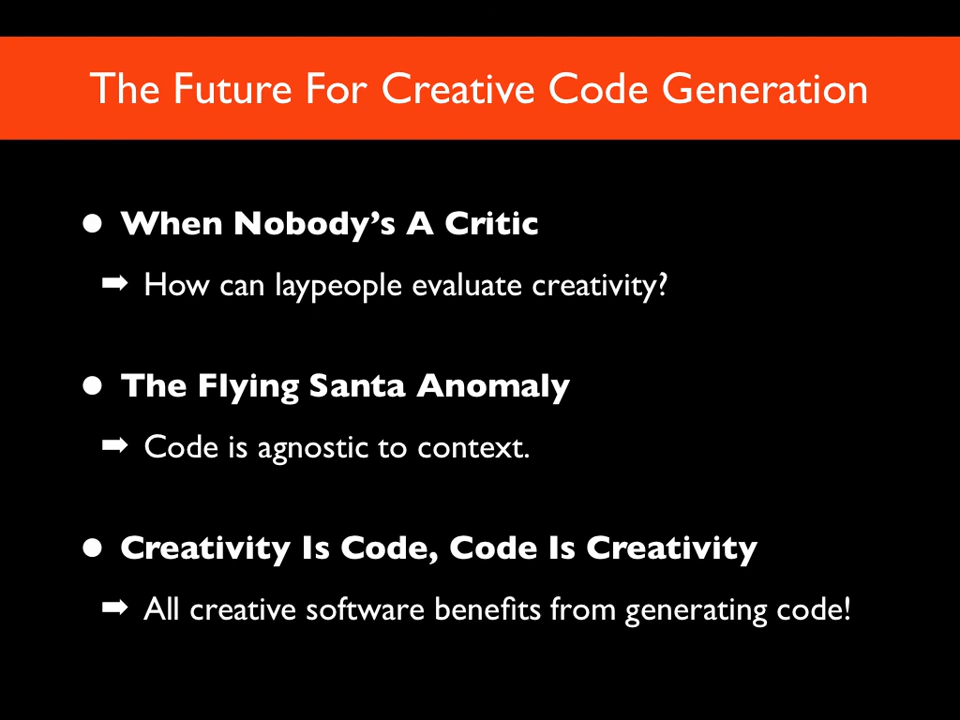 The Future For Creative Code Generation
• When Nobody’s A Critic
➡ How can laypeople evaluate creativity?
• The Flying Santa Anomaly
➡ Code is agnostic to context.
• Creativity Is Code, Code Is Creativity
➡ All creative software benefits from generating code!